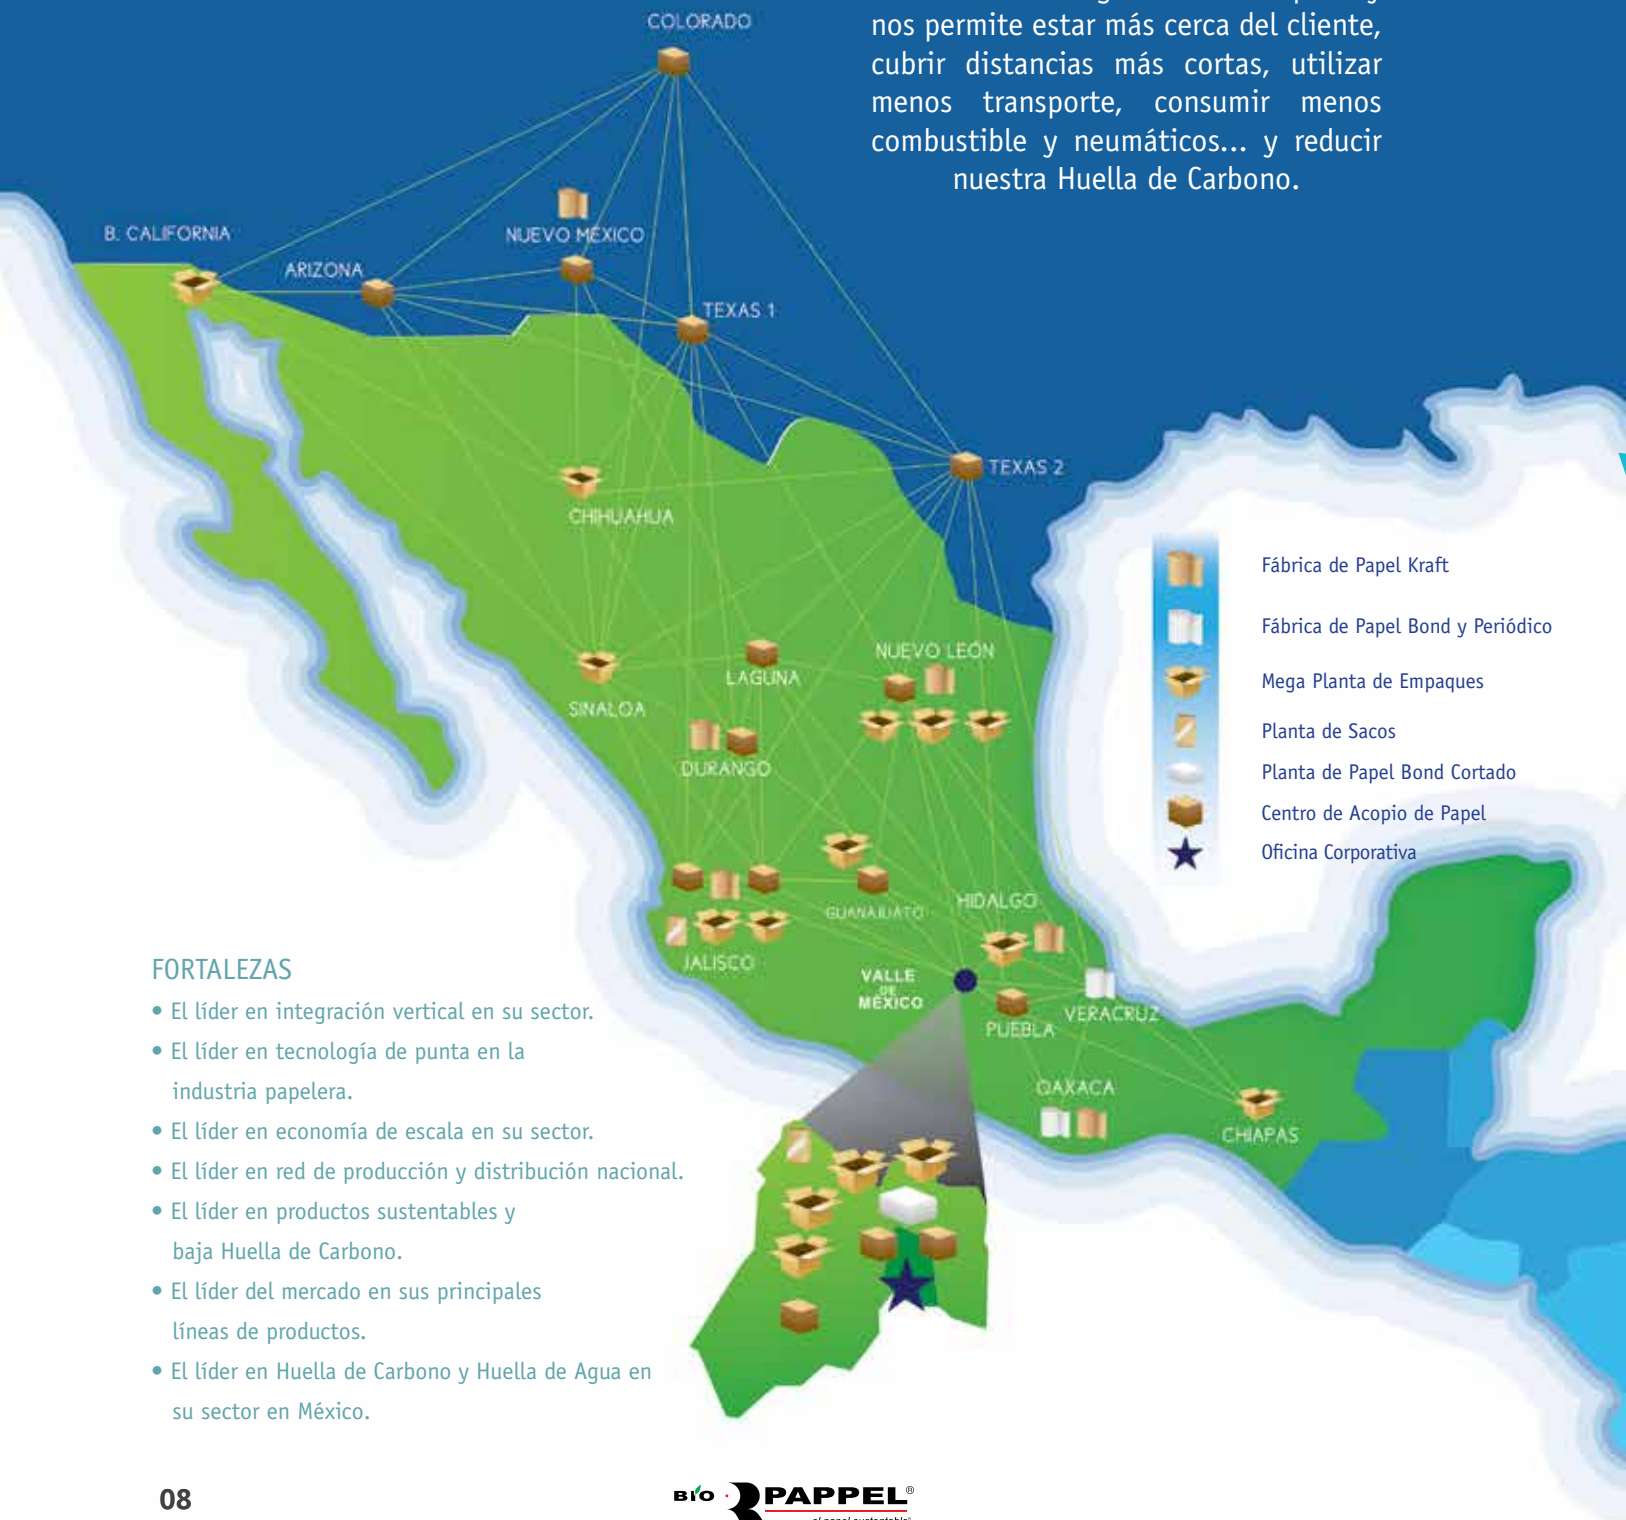 nos permite estar más cerca del cliente,
cubrir distancias más cortas, utilizar
menos transporte, consumir menos
combustible y neumáticos... y reducir
nuestra Huella de Carbono.
COLORADO
B. CALIFORNIA
ARIZONA
NUEVO MÉXICO
TEXAS 1
TEXAS 2
CHIHUAHUA
SINALOA
LAGUNA
NUEVO LEÓN
DURANGO
GUANAJUATO
HIDALGO
JALISCO
VALLE
DE
MÉXICO
PUEBLA
VERACRUZ
OAXACA
CHIAPAS
Fábrica de Papel Kraft
Fábrica de Papel Bond y Periódico
Mega Planta de Empaques
Planta de Sacos
Planta de Papel Bond Cortado
Centro de Acopio de Papel
Oficina Corporativa
FORTALEZAS
• El líder en integración vertical en su sector.
• El líder en tecnología de punta en la
industria papelera.
• El líder en economía de escala en su sector.
• El líder en red de producción y distribución nacional.
• El líder en productos sustentables y
baja Huella de Carbono.
• El líder del mercado en sus principales
líneas de productos.
• El líder en Huella de Carbono y Huella de Agua en
su sector en México.
08
BIO PAPPEL®